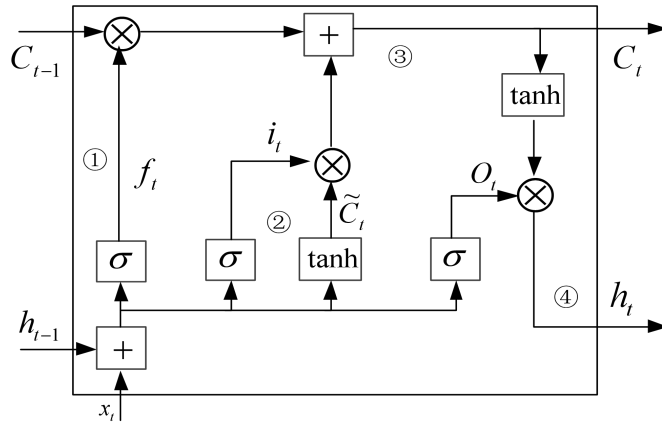 C_{t-1}
+
③
C_t
tanh
①
f_t
i_t
O_t
②
C̃_t
σ
σ
tanh
σ
④
h_{t-1}
+
h_t
x_t